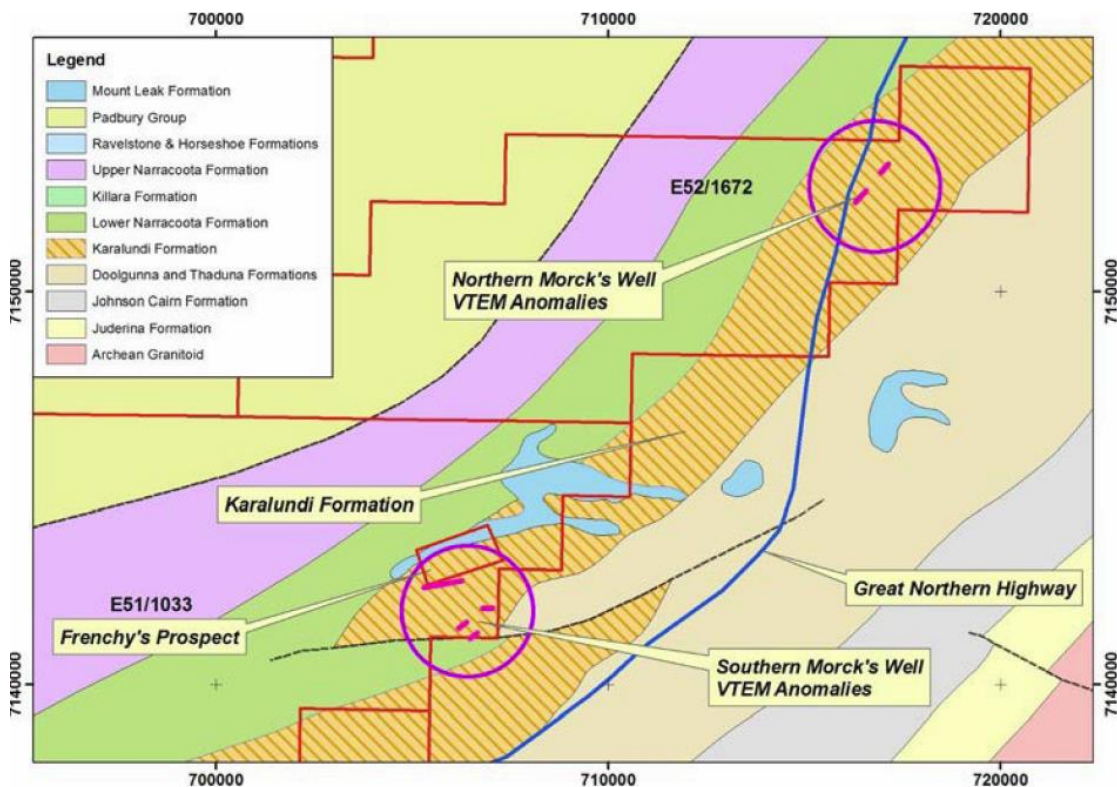 700000
710000
720000
Legend
Mount Leak Formation
Padbury Group
Ravelstone & Horseshoe Formations
Upper Narracoota Formation
Killara Formation
Lower Narracoota Formation
Karalundi Formation
Doolgunna and Thaduna Formations
Johnson Cairn Formation
Juderina Formation
Archean Granitoid
E52/1672
Northern Morck's Well
VTEM Anomalies
7150000
7150000
Karalundi Formation
Great Northern Highway
E51/1033
Frenchy's Prospect
Southern Morck's Well
VTEM Anomalies
7140000
7140000
700000
710000
720000